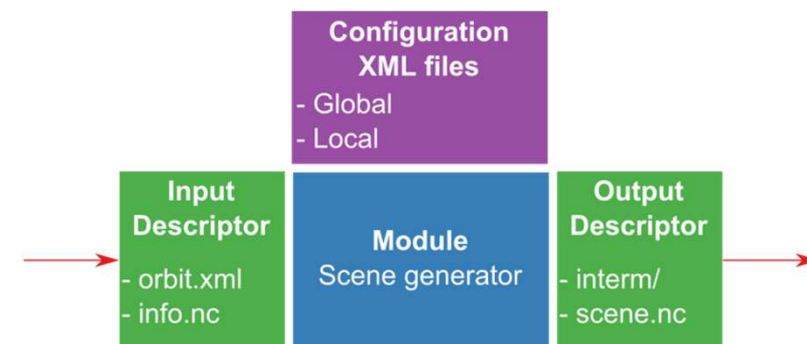 Configuration
XML files
- Global
- Local
Input
Descriptor
- orbit.xml
- info.nc
Module
Scene generator
Output
Descriptor
- interm/
- scene.nc